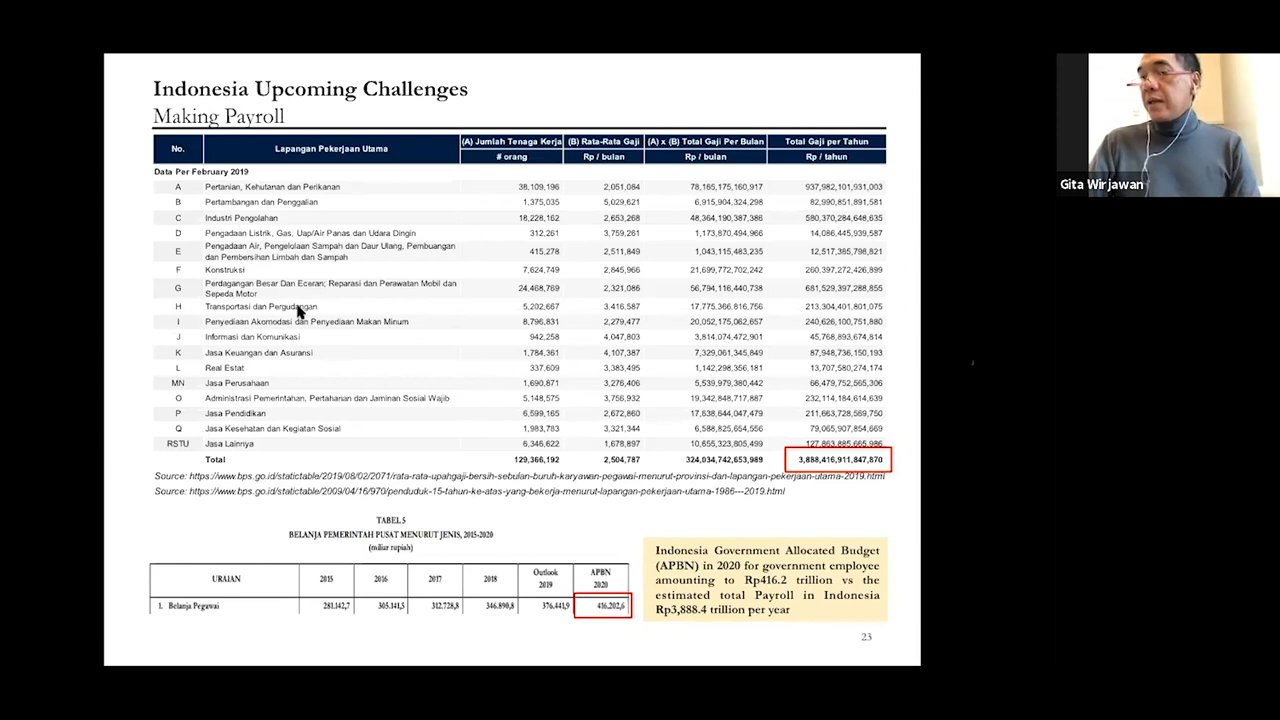 Indonesia Upcoming Challenges
Making Payroll
No. Lapangan Pekerjaan Utama (A) Jumlah Tenaga Kerja (B) Rata-Rata Gaji (A) x (B) Total Gaji Per Bulan Total Gaji per Tahun
# orang Rp / bulan Rp / bulan Rp / tahun
Data Per February 2019
A Pertanian, Kehutanan dan Perikanan 38,109,196 2,051,084 78,165,175,160,917 937,982,101,931,003
B Pertambangan dan Penggalian 1,375,035 5,029,621 6,915,904,324,298 82,990,851,891,581
C Industri Pengolahan 18,228,162 2,653,268 48,364,190,387,386 580,370,284,648,635
D Pengadaan Listrik, Gas, Uap/Air Panas dan Udara Dingin 312,261 3,759,261 1,173,870,494,966 14,086,445,939,587
E Pengadaan Air, Pengelolaan Sampah dan Daur Ulang, Pembuangan dan Pembersihan Limbah dan Sampah 415,278 2,511,849 1,043,115,483,235 12,517,385,798,821
F Konstruksi 7,624,749 2,845,966 21,699,772,702,242 260,397,272,426,899
G Perdagangan Besar Dan Eceran; Reparasi dan Perawatan Mobil dan Sepeda Motor 24,468,769 2,321,086 56,794,116,440,738 681,529,397,288,855
H Transportasi dan Pergudangan 5,202,667 3,416,587 17,775,366,816,756 213,304,401,801,075
I Penyediaan Akomodasi dan Penyediaan Makan Minum 8,796,831 2,279,477 20,052,175,062,657 240,626,100,751,880
J Informasi dan Komunikasi 942,258 4,047,803 3,814,074,472,901 45,768,893,674,814
K Jasa Keuangan dan Asuransi 1,784,361 4,107,387 7,329,061,345,849 87,948,736,150,193
L Real Estat 337,609 3,383,495 1,142,298,356,181 13,707,580,274,174
MN Jasa Perusahaan 1,690,871 3,276,406 5,539,979,380,442 66,479,752,565,306
O Administrasi Pemerintahan, Pertahanan dan Jaminan Sosial Wajib 5,148,575 3,756,932 19,342,848,717,887 232,114,184,614,639
P Jasa Pendidikan 6,599,165 2,672,860 17,638,644,047,479 211,663,728,569,750
Q Jasa Kesehatan dan Kegiatan Sosial 1,983,783 3,321,344 6,588,825,654,556 79,065,907,854,669
RSTU Jasa Lainnya 6,346,622 1,678,897 10,655,323,805,499 127,863,885,665,986
Total 129,366,192 2,504,787 324,034,742,653,989 3,888,416,911,847,870
Source: https://www.bps.go.id/statictable/2019/08/02/2071/rata-rata-upahgaji-bersih-sebulan-buruh-karyawan-pegawai-menurut-provinsi-dan-lapangan-pekerjaan-utama-2019.html
Source: https://www.bps.go.id/statictable/2009/04/16/970/penduduk-15-tahun-ke-atas-yang-bekerja-menurut-lapangan-pekerjaan-utama-1986---2019.html
TABEL 5
BELANJA PEMERINTAH PUSAT MENURUT JENIS, 2015-2020
(miliar rupiah)
URAIAN 2015 2016 2017 2018 Outlook 2019 APBN 2020
1. Belanja Pegawai 281.142,7 305.141,5 312.728,8 346.890,8 376.441,9 416.202,6
Indonesia Government Allocated Budget
(APBN) in 2020 for government employee
amounting to Rp416.2 trillion vs the
estimated total Payroll in Indonesia
Rp3,888.4 trillion per year
23
Gita Wirjawan